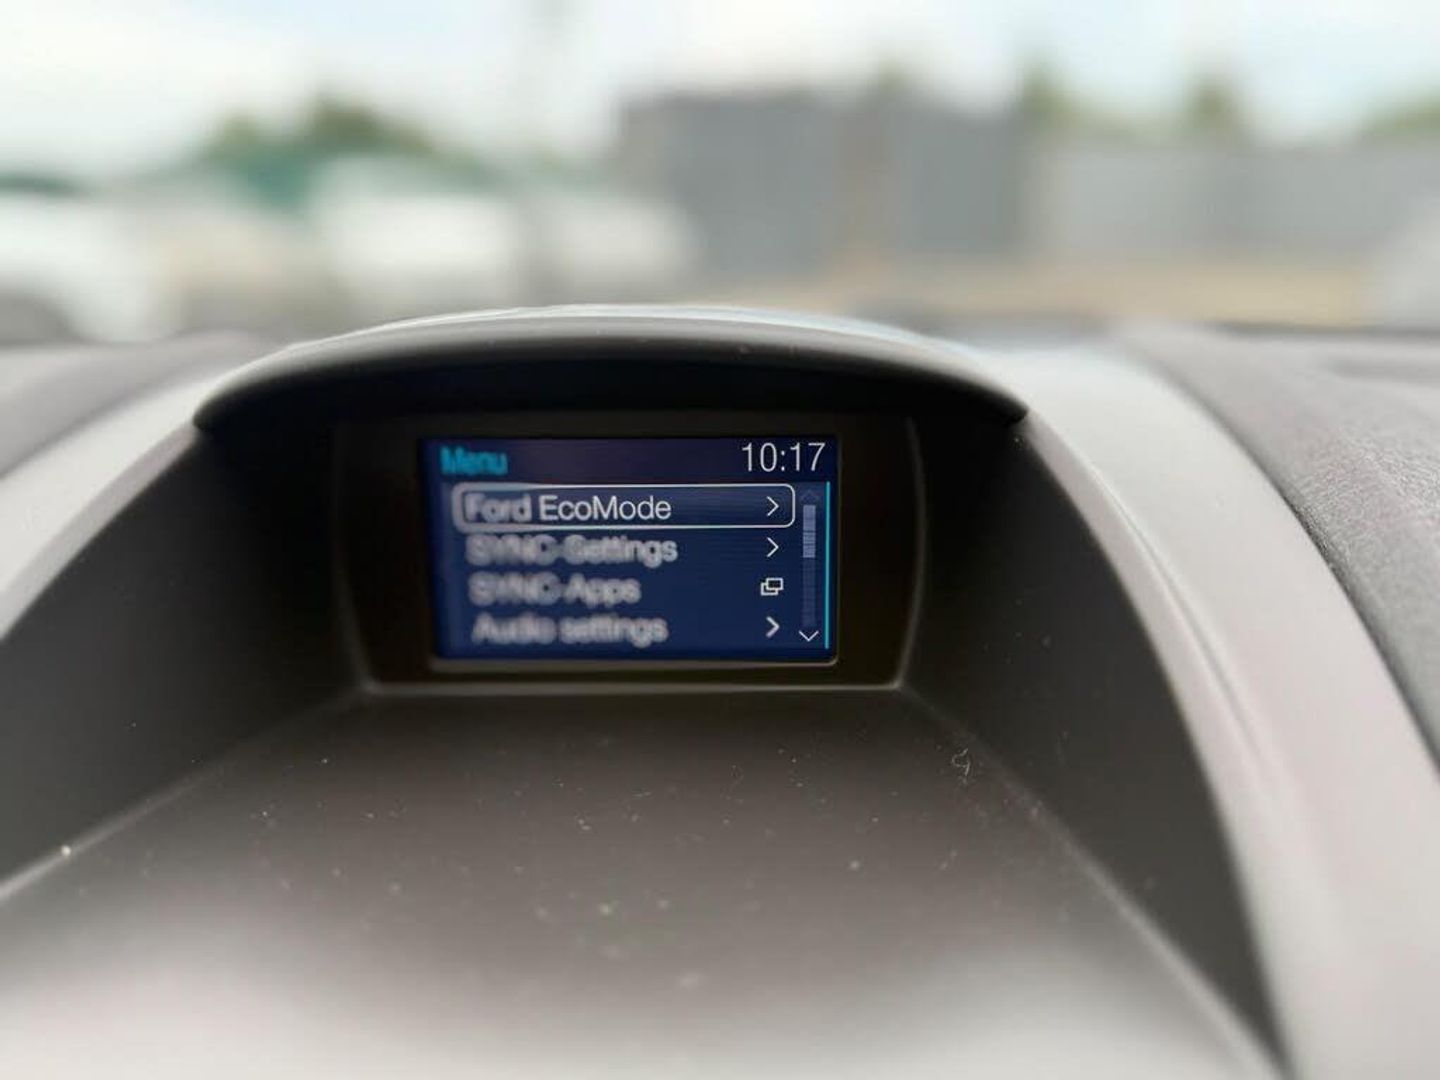 Menu 10:17
Ford EcoMode
SYNC-Settings
SYNC-Apps
Audio settings